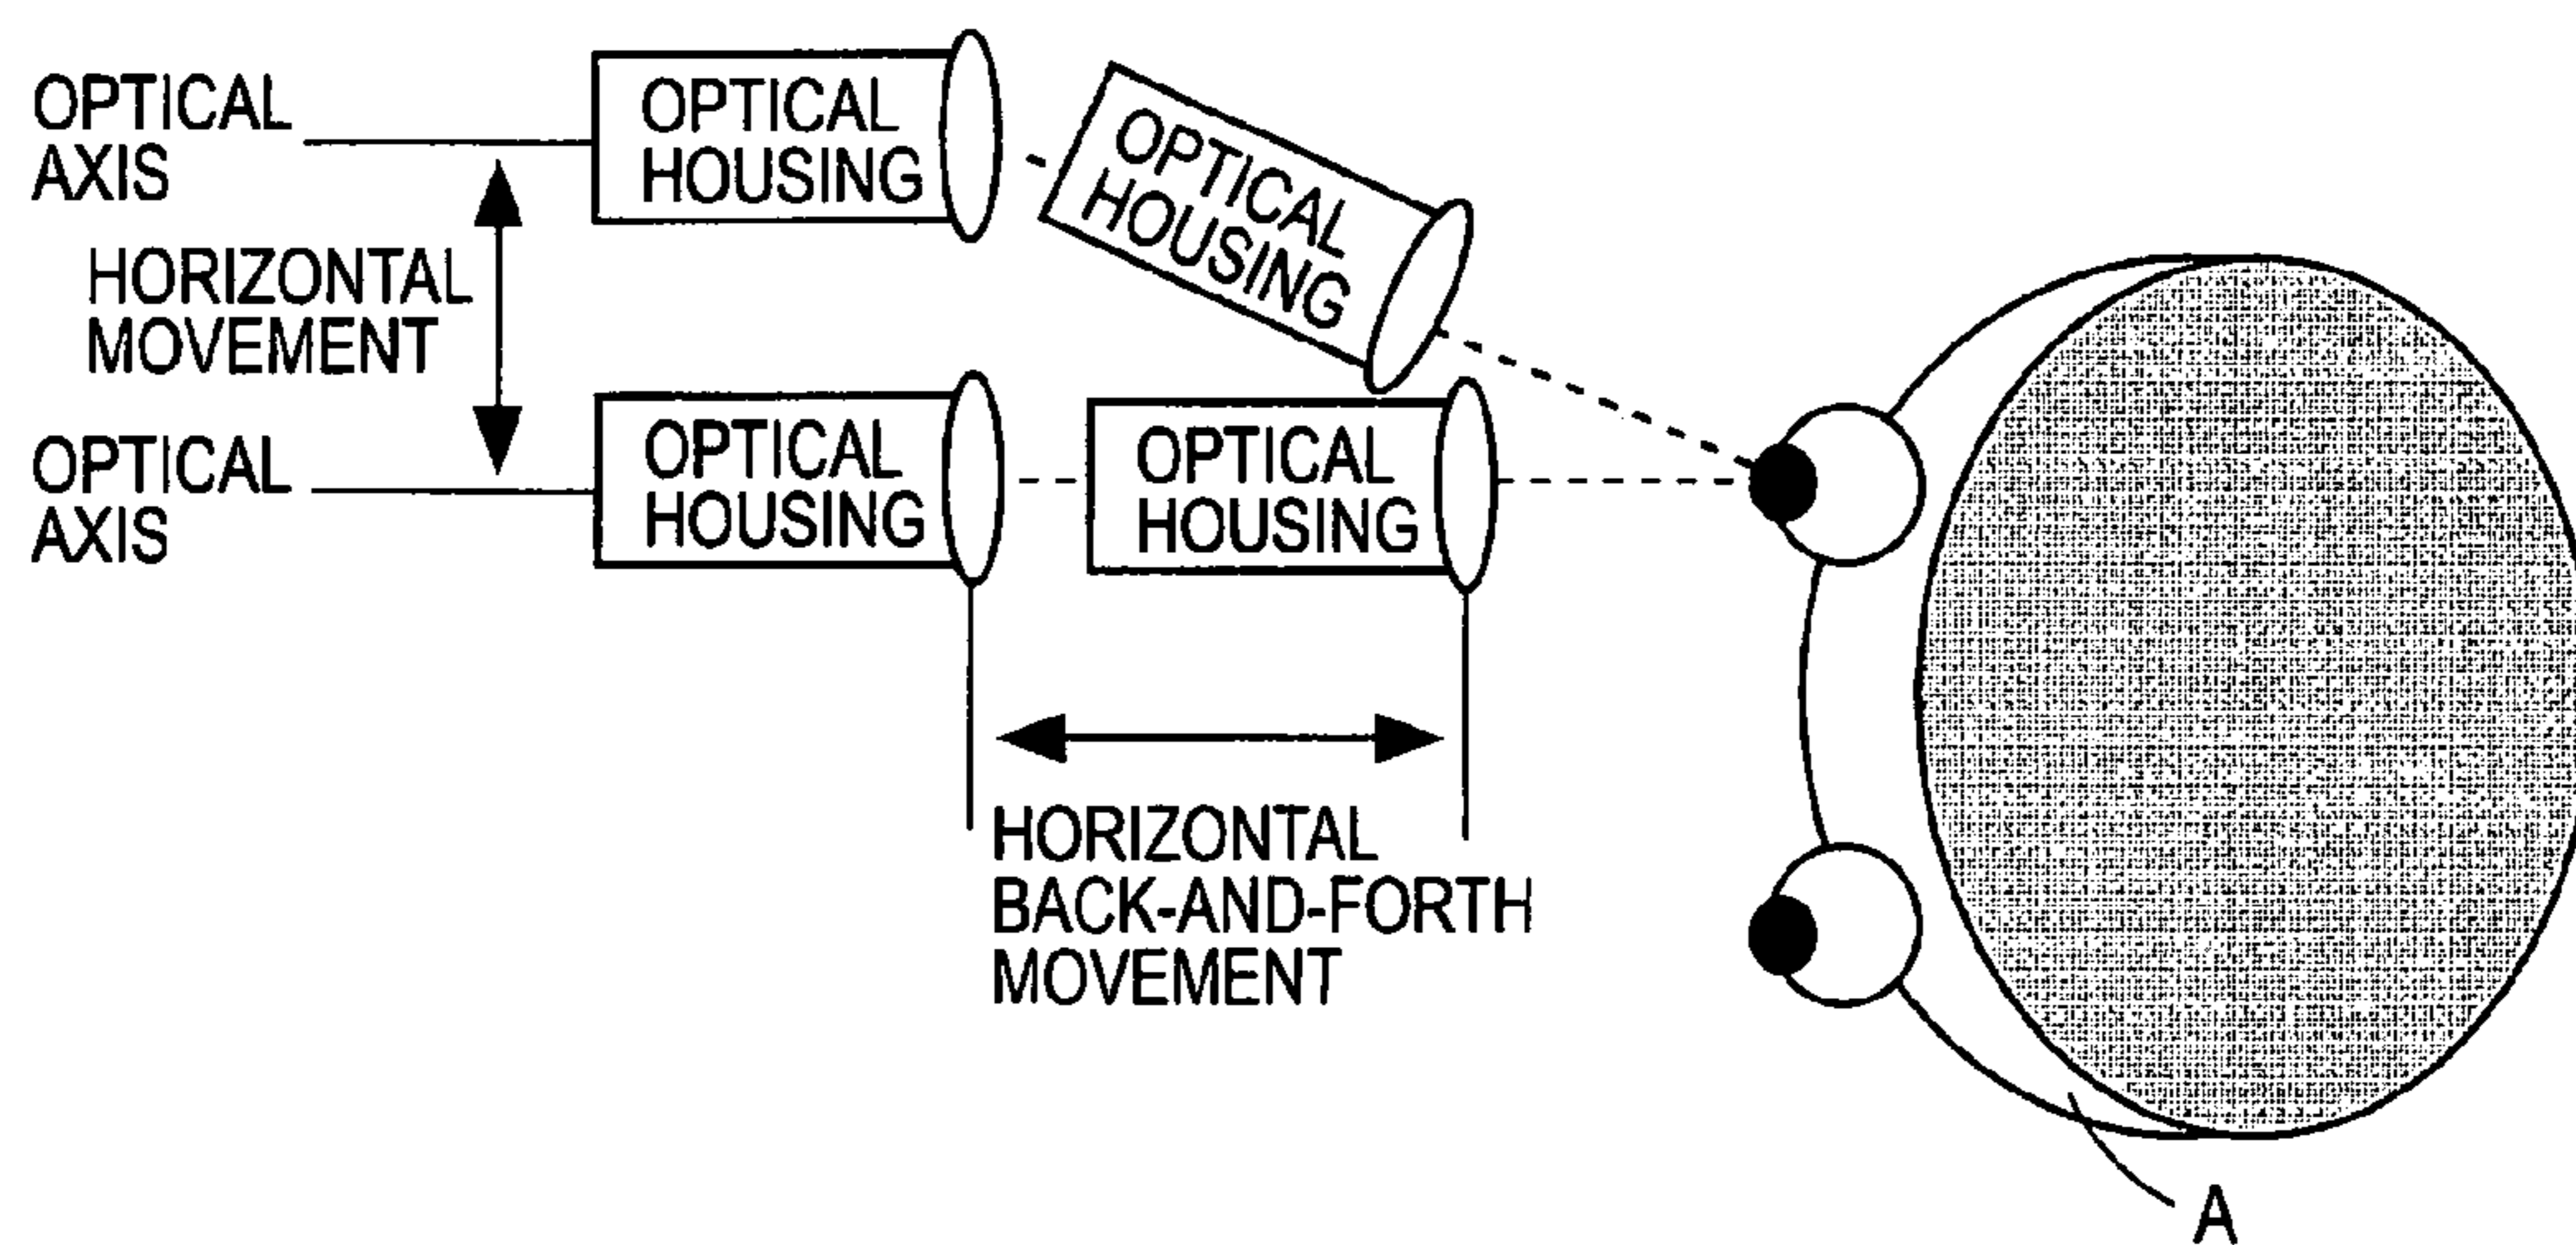 OPTICAL
AXIS
OPTICAL
HOUSING
OPTICAL
HOUSING
HORIZONTAL
MOVEMENT
OPTICAL
AXIS
OPTICAL
HOUSING
OPTICAL
HOUSING
HORIZONTAL
BACK-AND-FORTH
MOVEMENT
A